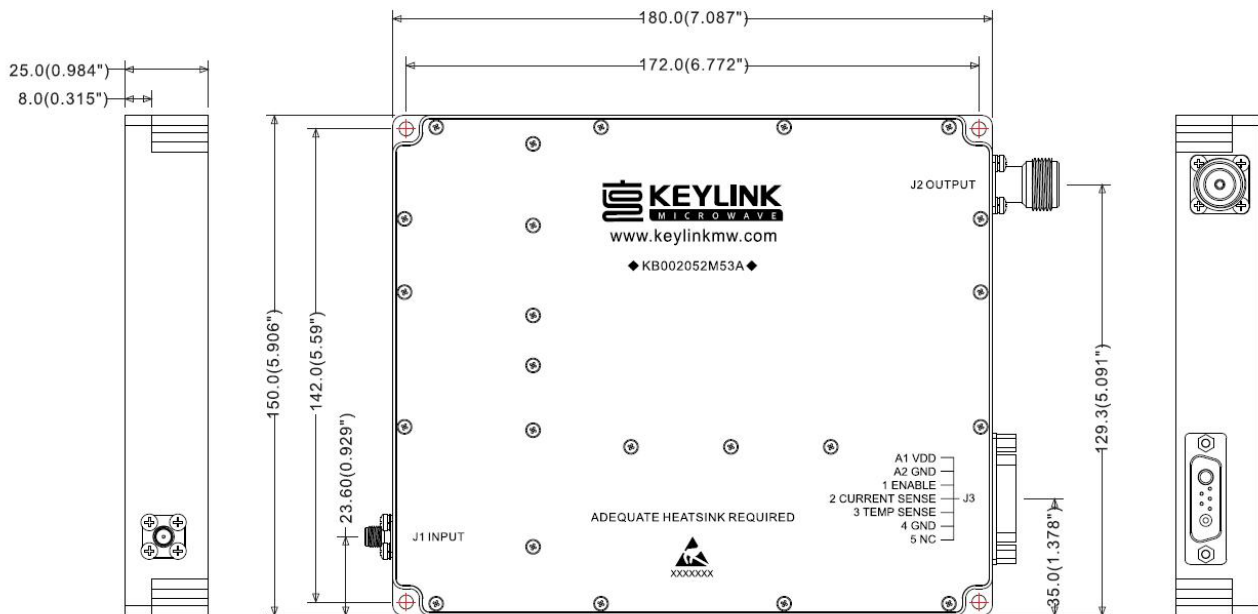 180.0(7.087")
172.0(6.772")
25.0(0.984")
8.0(0.315")
150.0(5.906")
142.0(5.59")
23.60(0.929")
KEYLINK
MICROWAVE
www.keylinkmw.com
◆KB002052M53A◆
J2 OUTPUT
129.3(5.091")
A1 VDD
A2 GND
1 ENABLE
2 CURRENT SENSE
J3
3 TEMP SENSE
4 GND
5 NC
35.0(1.378")
J1 INPUT
ADEQUATE HEATSINK REQUIRED
XXXXXXX